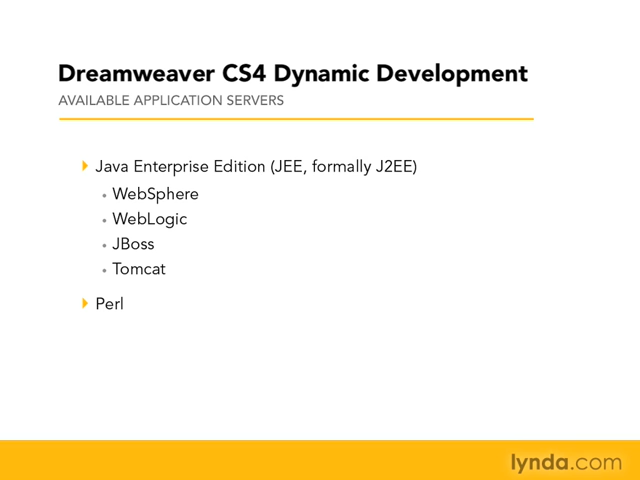 Dreamweaver CS4 Dynamic Development
AVAILABLE APPLICATION SERVERS
Java Enterprise Edition (JEE, formally J2EE)
• WebSphere
• WebLogic
• JBoss
• Tomcat
Perl
lynda.com